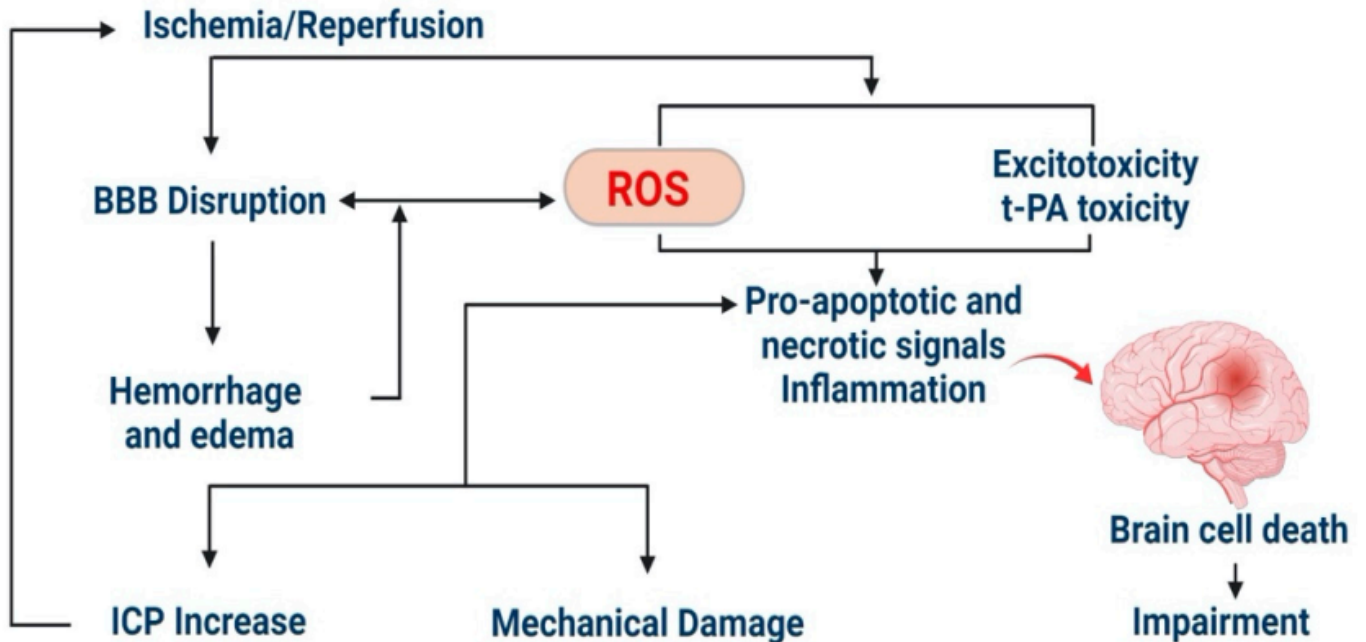 Ischemia/Reperfusion
BBB Disruption
ROS
Excitotoxicity
t-PA toxicity
Hemorrhage
and edema
Pro-apoptotic and
necrotic signals
Inflammation
Brain cell death
ICP Increase
Mechanical Damage
Impairment